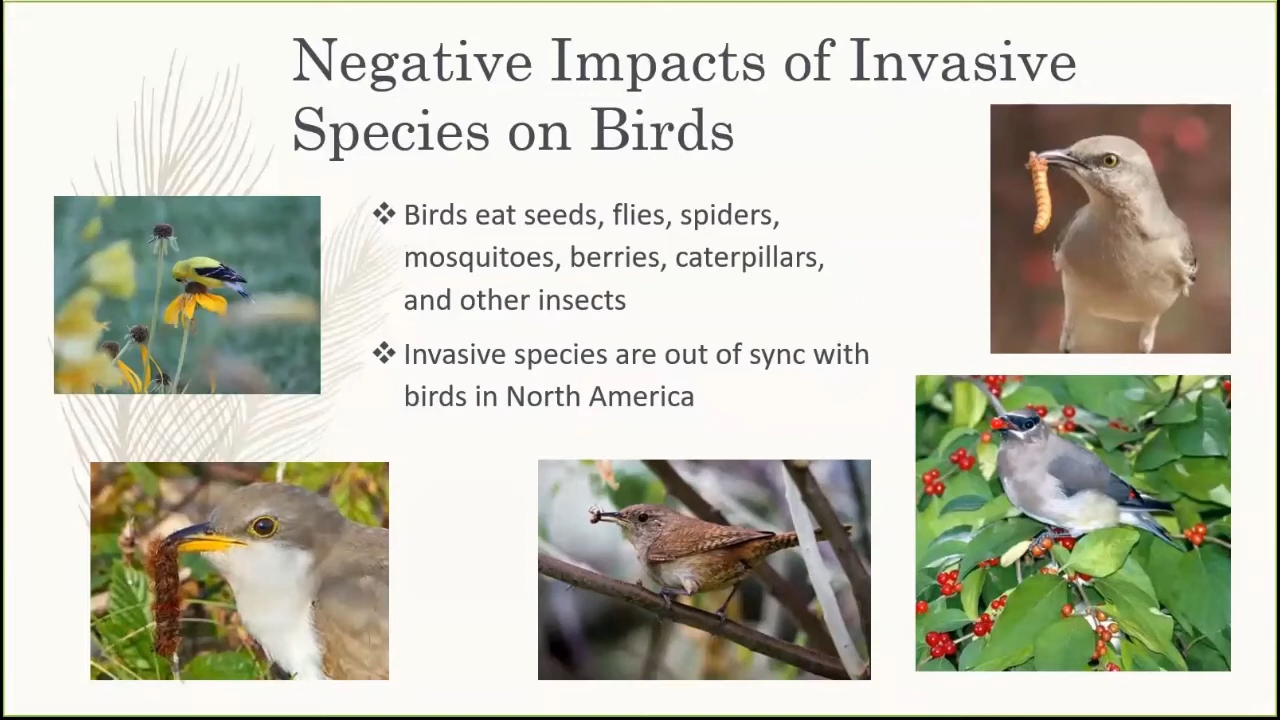 Negative Impacts of Invasive
Species on Birds
❖ Birds eat seeds, flies, spiders,
mosquitoes, berries, caterpillars,
and other insects
❖ Invasive species are out of sync with
birds in North America